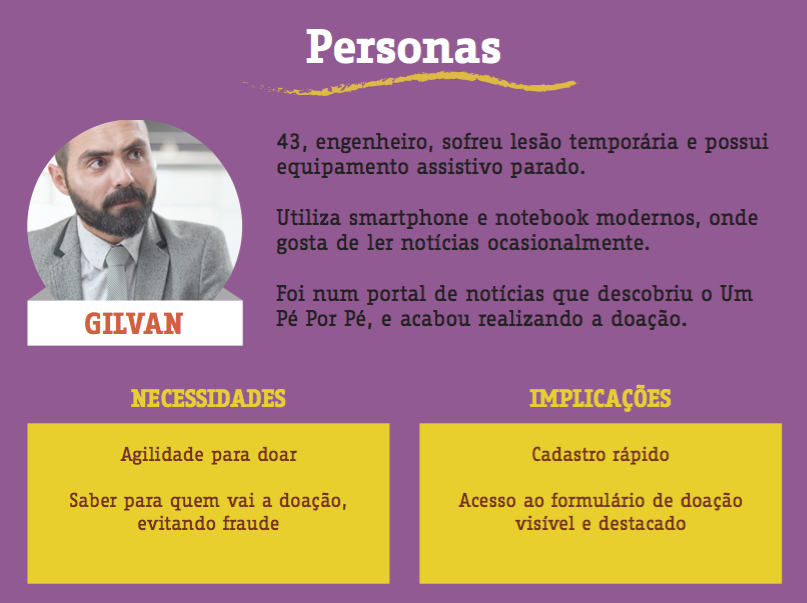 Personas
43, engenheiro, sofreu lesão temporária e possui
equipamento assistivo parado.
Utiliza smartphone e notebook modernos, onde
gosta de ler notícias ocasionalmente.
Foi num portal de notícias que descobriu o Um
Pé Por Pé, e acabou realizando a doação.
GILVAN
NECESSIDADES
Agilidade para doar
Saber para quem vai a doação,
evitando fraude
IMPLICAÇÕES
Cadastro rápido
Acesso ao formulário de doação
visível e destacado